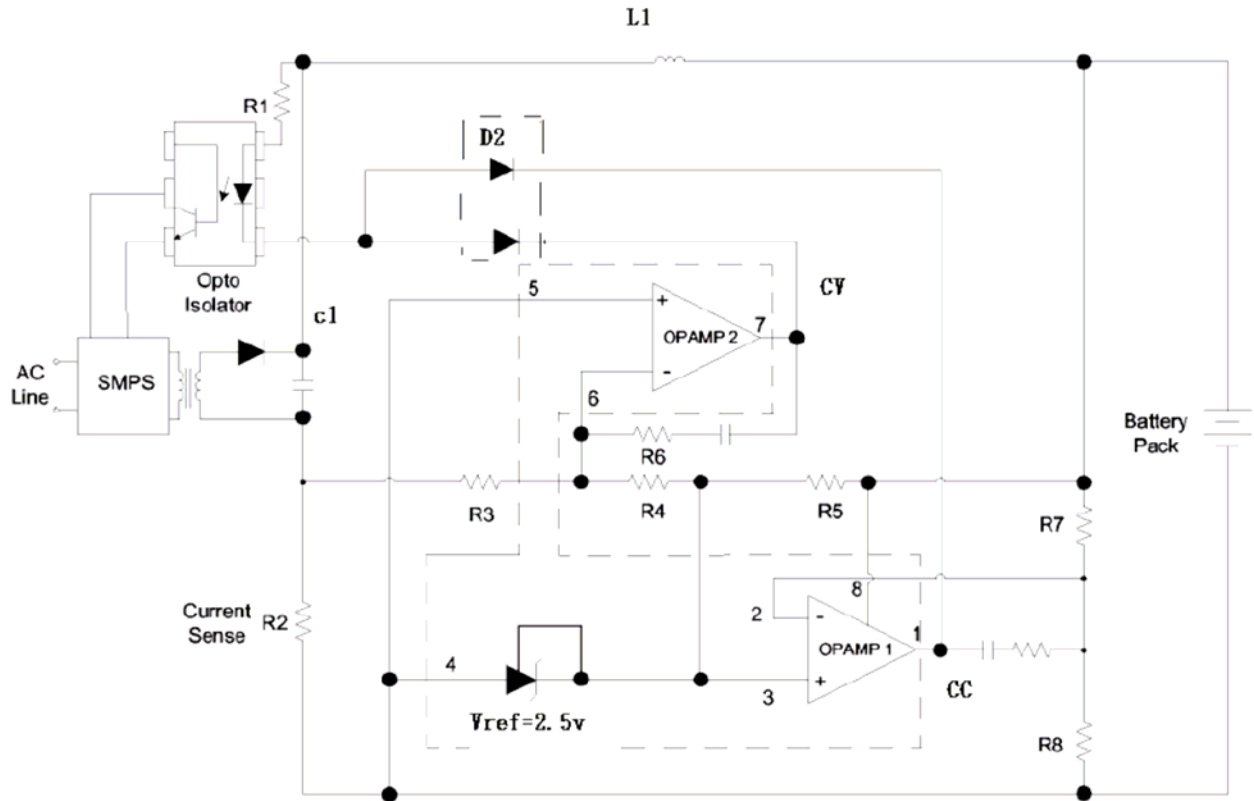 L1
R1
D2
Opto
Isolator
c1
5
+
CV
OPAMP 2
7
-
6
AC
Line
SMPS
R6
Battery
Pack
R3
R4
R5
R7
Current
Sense
R2
2
8
-
OPAMP 1
1
4
+
3
CC
Vref=2.5v
R8